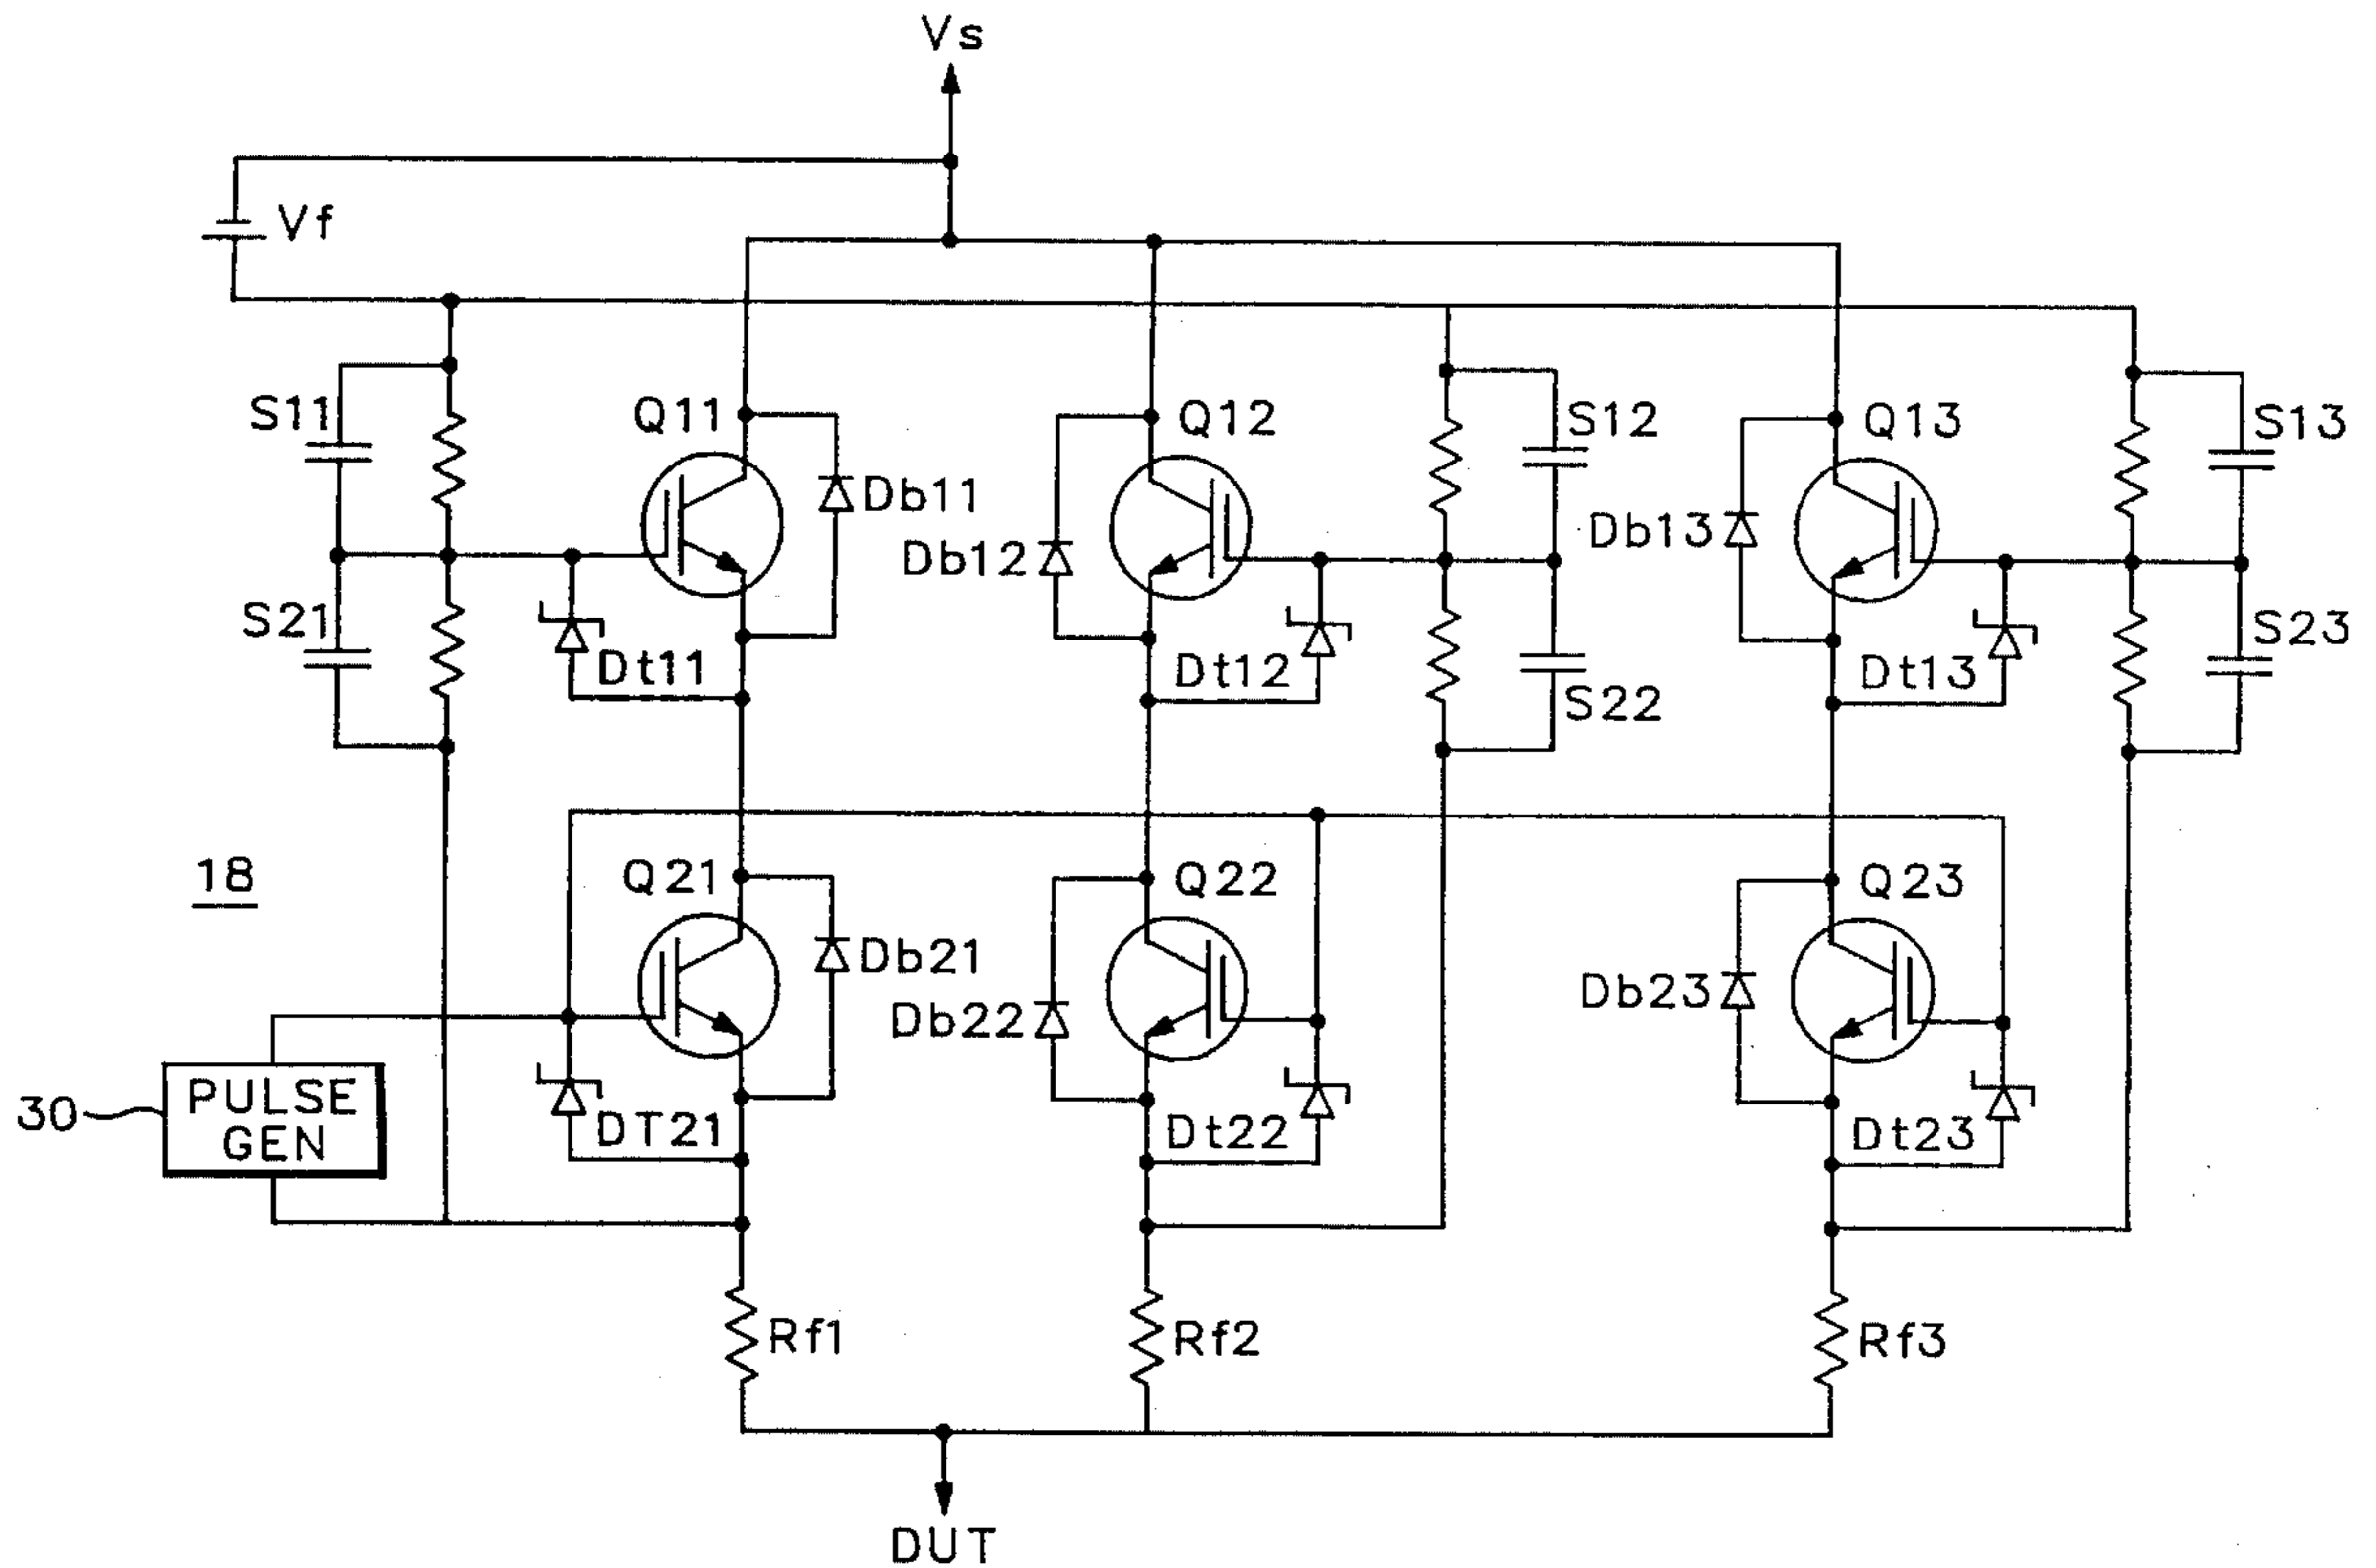 Vs
Vf
S11
Q11
Db11
Q12
S12
Q13
S13
Db12
Db13
S21
Dt11
Dt12
S22
Dt13
S23
18
Q21
Db21
Q22
Q23
Db22
Db23
30
PULSE
GEN
DT21
Dt22
Dt23
Rf1
Rf2
Rf3
DUT